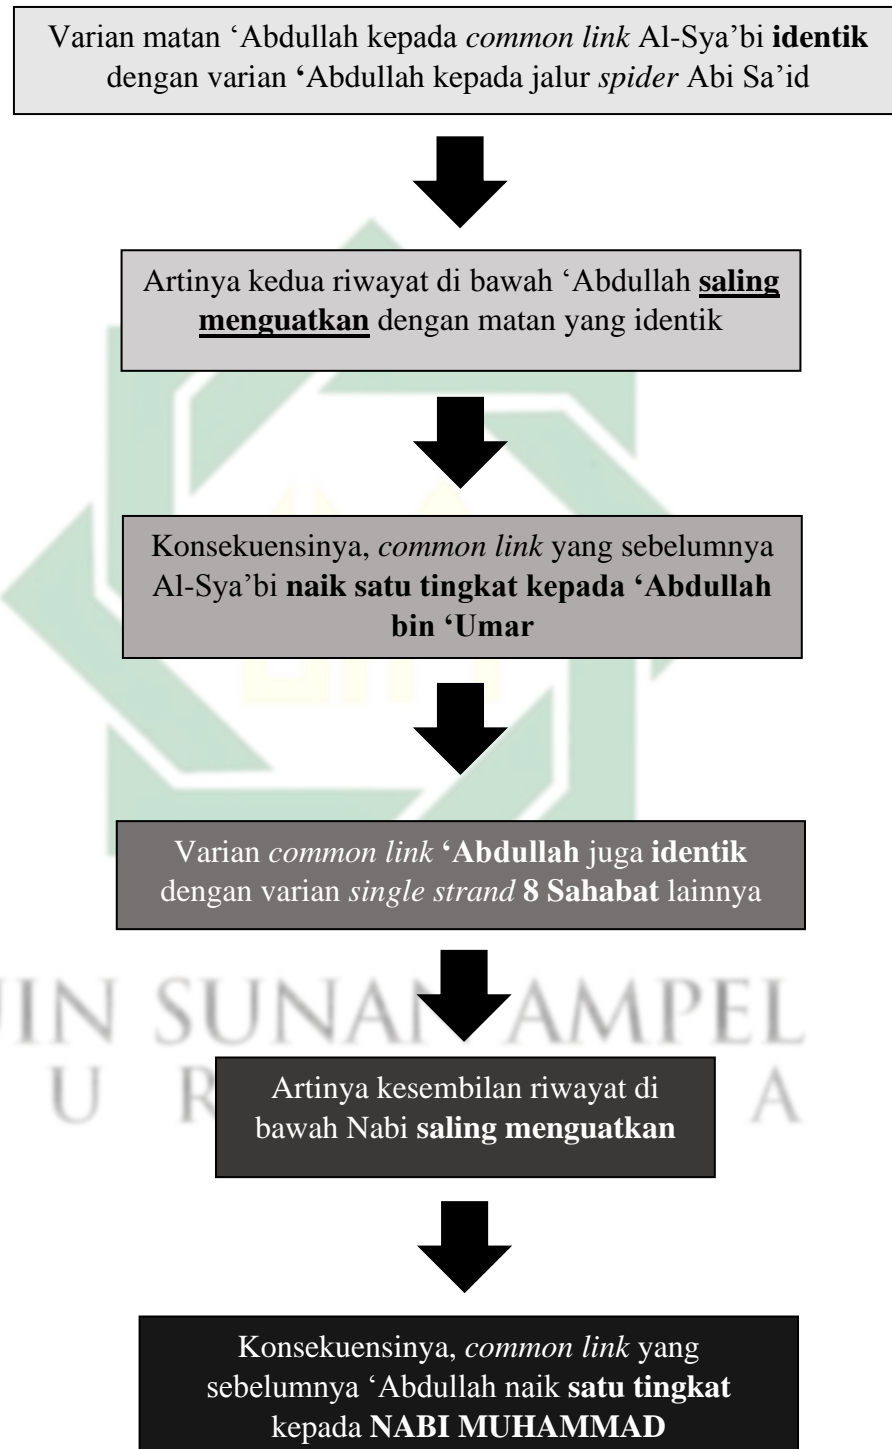 Varian matan ‘Abdullah kepada common link Al-Sya’bi identik
dengan varian ‘Abdullah kepada jalur spider Abi Sa’id
Artinya kedua riwayat di bawah ‘Abdullah saling
menguatkan dengan matan yang identik
Konsekuensinya, common link yang sebelumnya
Al-Sya’bi naik satu tingkat kepada ‘Abdullah
bin ‘Umar
Varian common link ‘Abdullah juga identik
dengan varian single strand 8 Sahabat lainnya
UIN SUNAN AMPEL
U R A
Artinya kesembilan riwayat di
bawah Nabi saling menguatkan
Konsekuensinya, common link yang
sebelumnya ‘Abdullah naik satu tingkat
kepada NABI MUHAMMAD